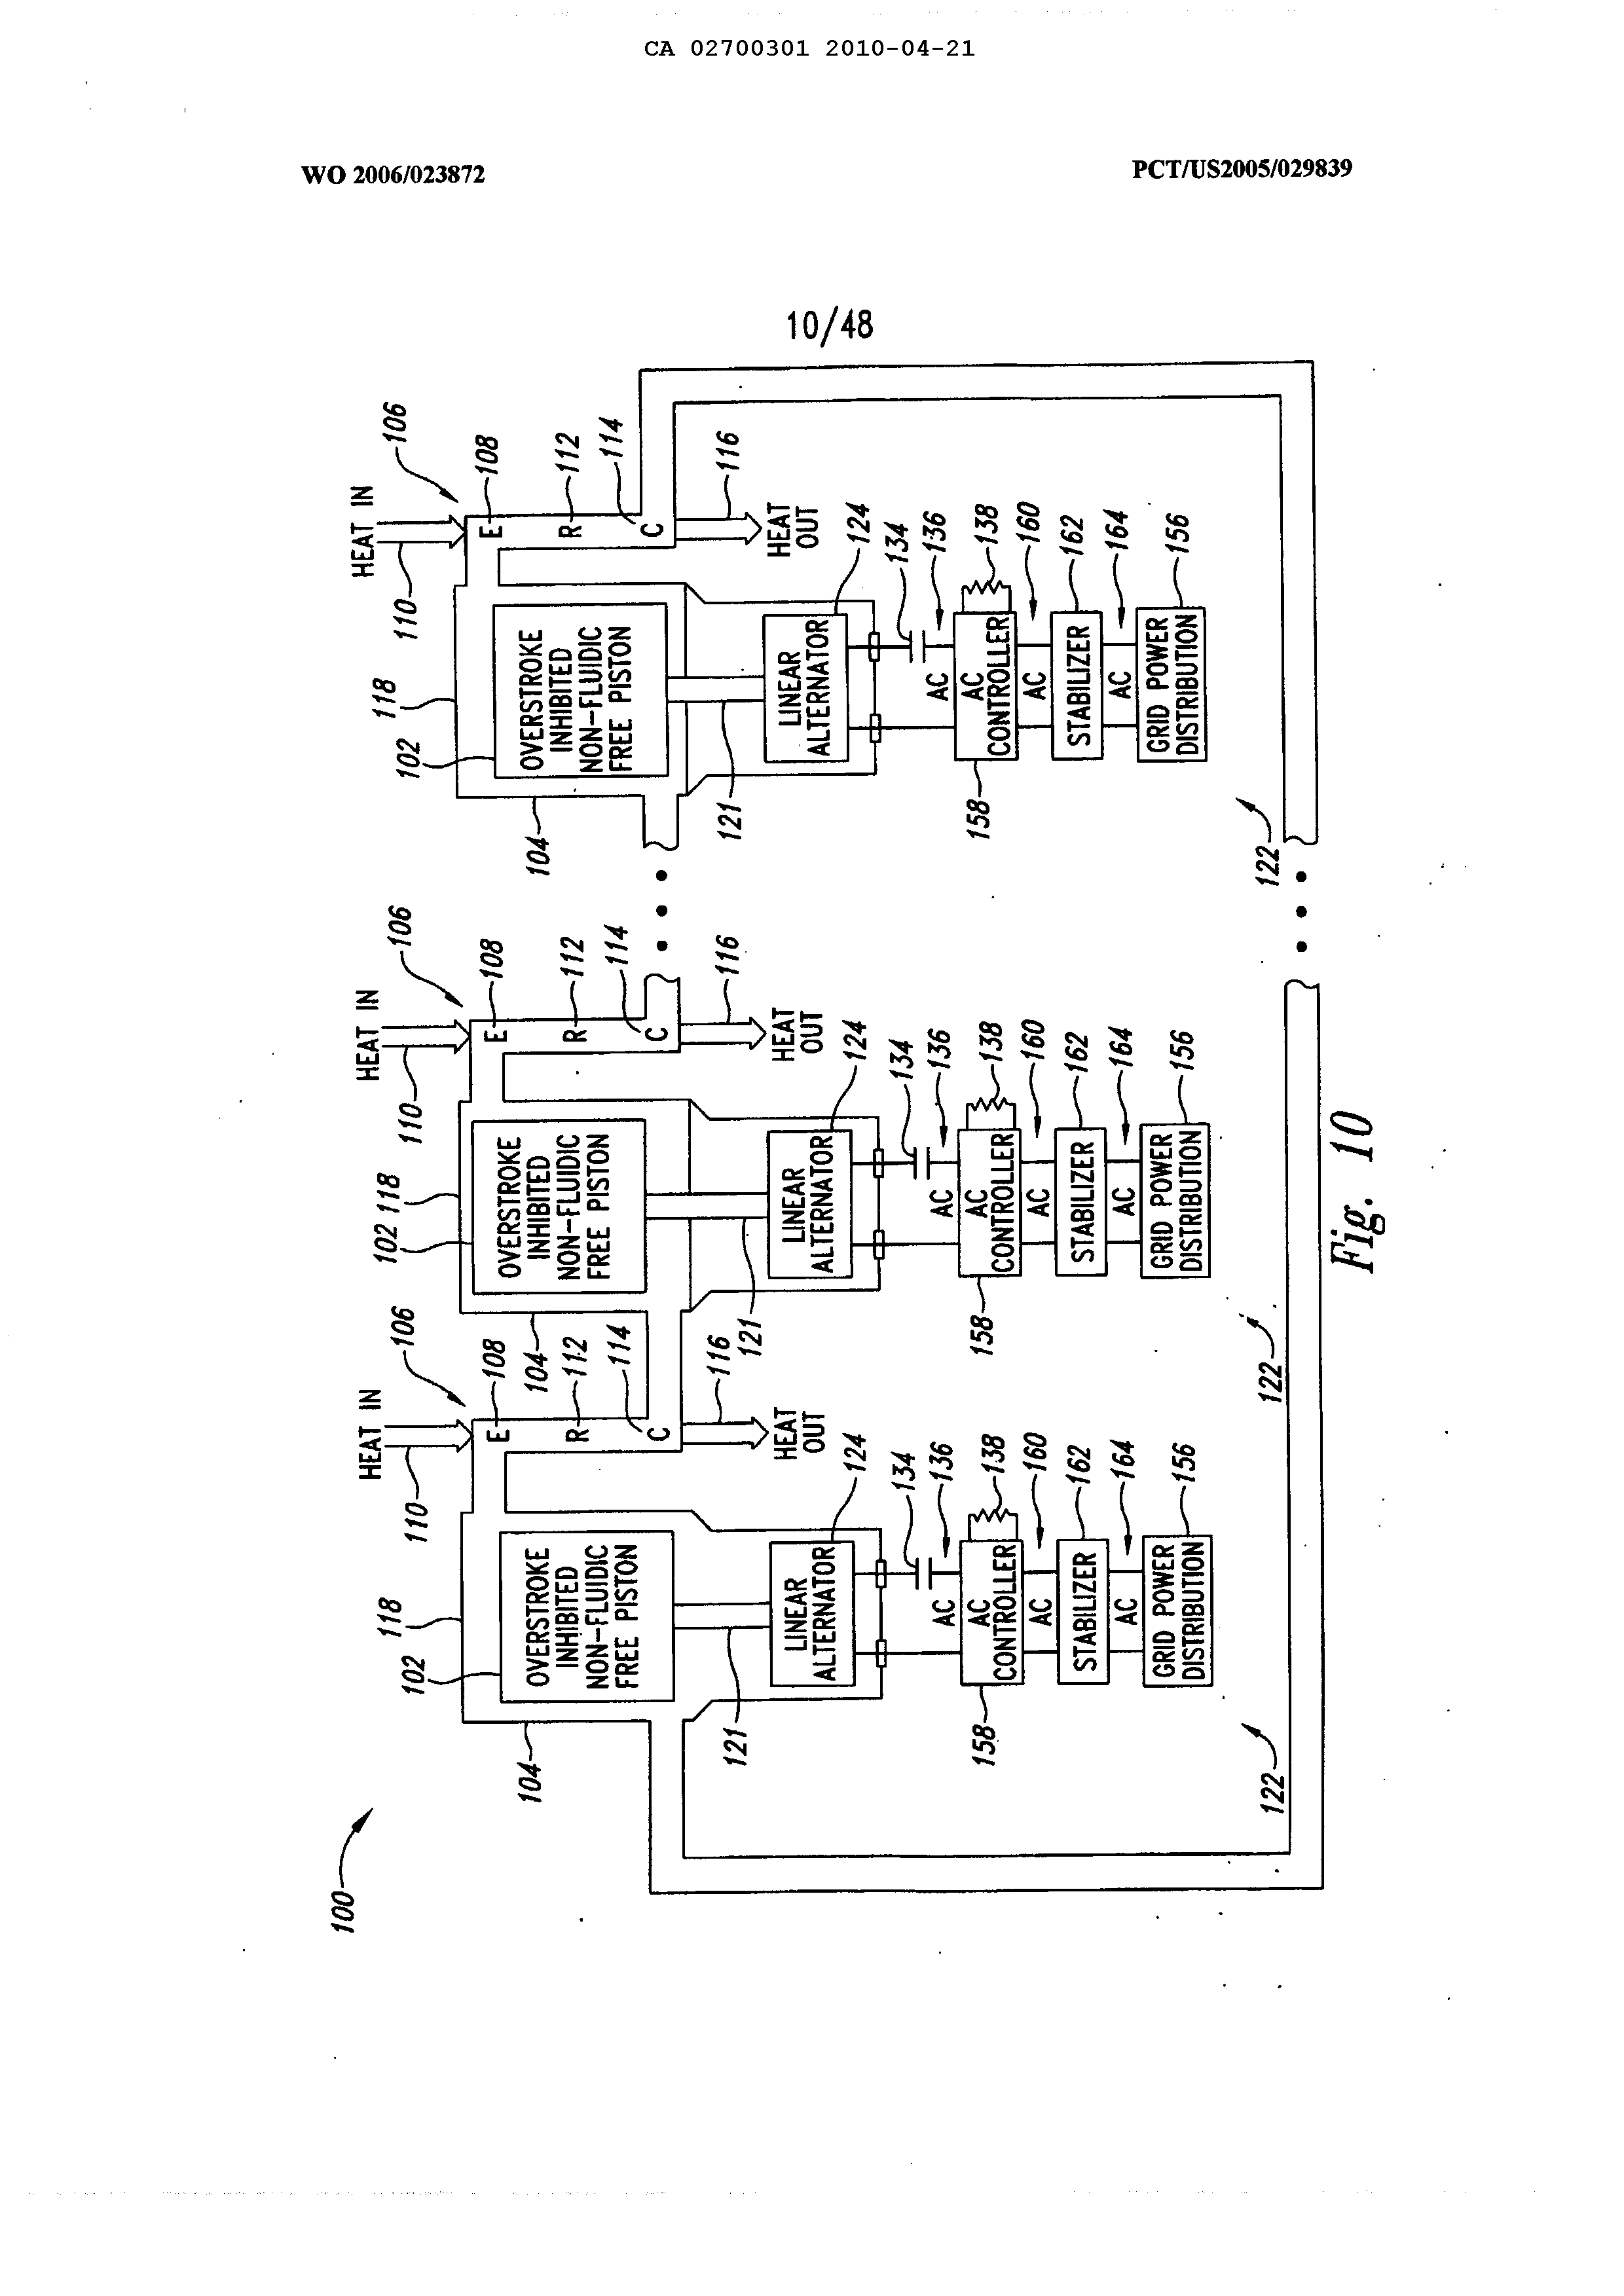 CA 02700301 2010-04-21
WO 2006/023872
PCT/US2005/029839
10/48
100
118
102
104
110
HEAT IN
106
OVERSTROKE
INHIBITED
NON-FLUIDIC
FREE PISTON
E
108
R
112
C
114
116
HEAT
OUT
121
LINEAR
ALTERNATOR
124
134
136
AC
AC
CONTROLLER
138
158
AC
160
STABILIZER
162
AC
164
GRID POWER
DISTRIBUTION
156
122
118
102
104
110
HEAT IN
106
OVERSTROKE
INHIBITED
NON-FLUIDIC
FREE PISTON
E
108
R
112
C
114
116
HEAT
OUT
121
LINEAR
ALTERNATOR
124
134
136
AC
AC
CONTROLLER
138
158
AC
160
STABILIZER
162
AC
164
GRID POWER
DISTRIBUTION
156
122
118
102
104
110
HEAT IN
106
OVERSTROKE
INHIBITED
NON-FLUIDIC
FREE PISTON
E
108
R
112
C
114
116
HEAT
OUT
121
LINEAR
ALTERNATOR
124
134
136
AC
AC
CONTROLLER
138
158
AC
160
STABILIZER
162
AC
164
GRID POWER
DISTRIBUTION
156
122
Fig. 10